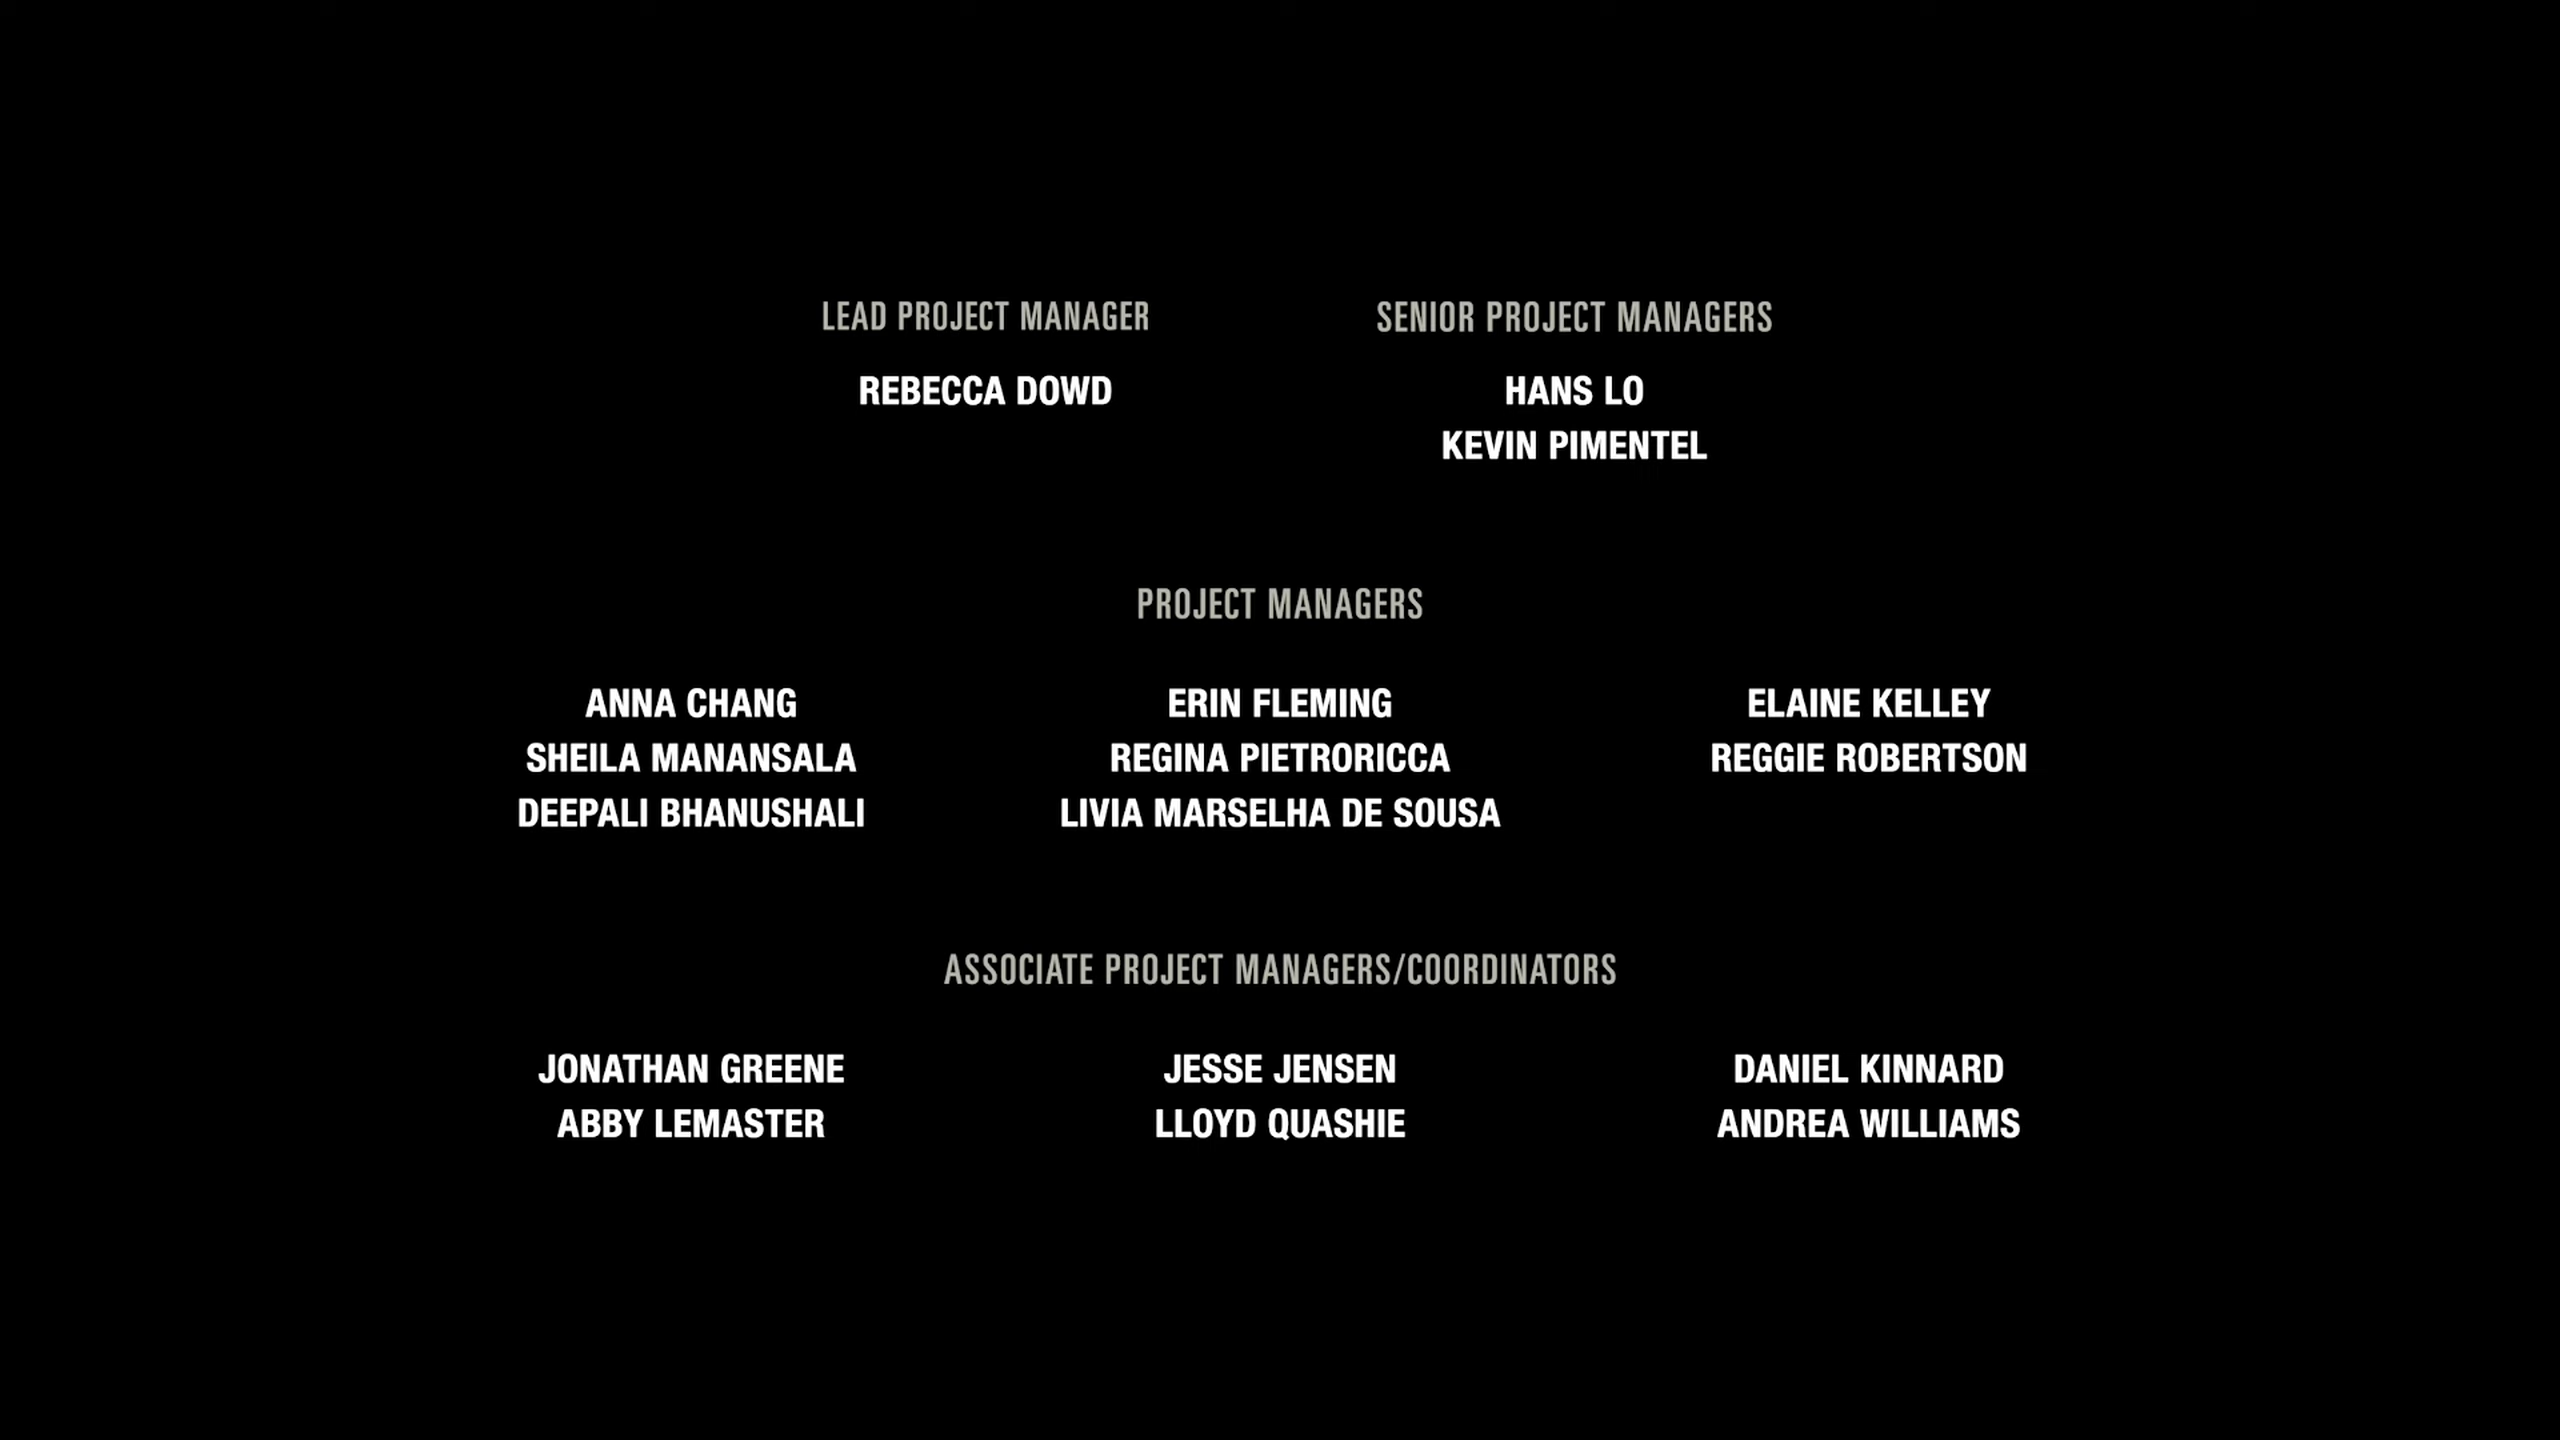 LEAD PROJECT MANAGER
REBECCA DOWD
SENIOR PROJECT MANAGERS
HANS LO
KEVIN PIMENTEL
PROJECT MANAGERS
ANNA CHANG ERIN FLEMING ELAINE KELLEY
SHEILA MANANSALA REGINA PIETRORICCA REGGIE ROBERTSON
DEEPALI BHANUSHALI LIVIA MARSELHA DE SOUSA
ASSOCIATE PROJECT MANAGERS/COORDINATORS
JONATHAN GREENE JESSE JENSEN DANIEL KINNARD
ABBY LEMASTER LLOYD QUASHIE ANDREA WILLIAMS